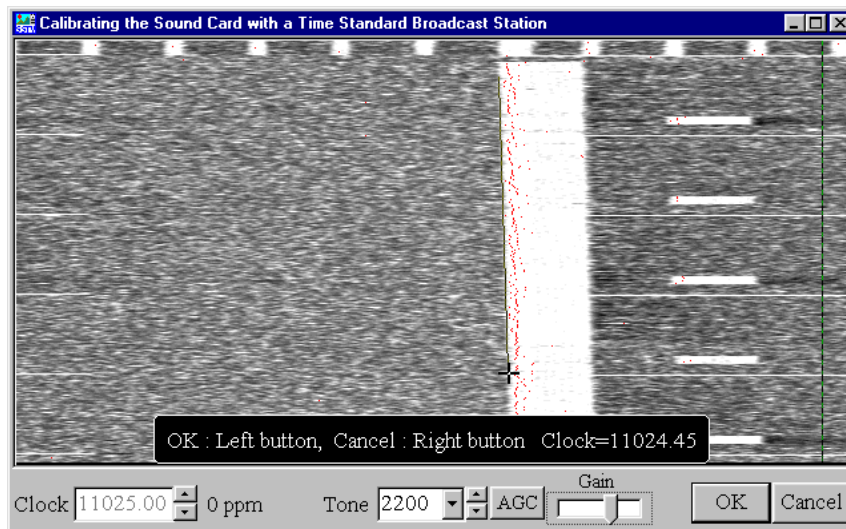 Calibrating the Sound Card with a Time Standard Broadcast Station
OK : Left button, Cancel : Right button Clock=11024.45
Gain
Clock 11025.00 0 ppm Tone 2200 AGC OK Cancel